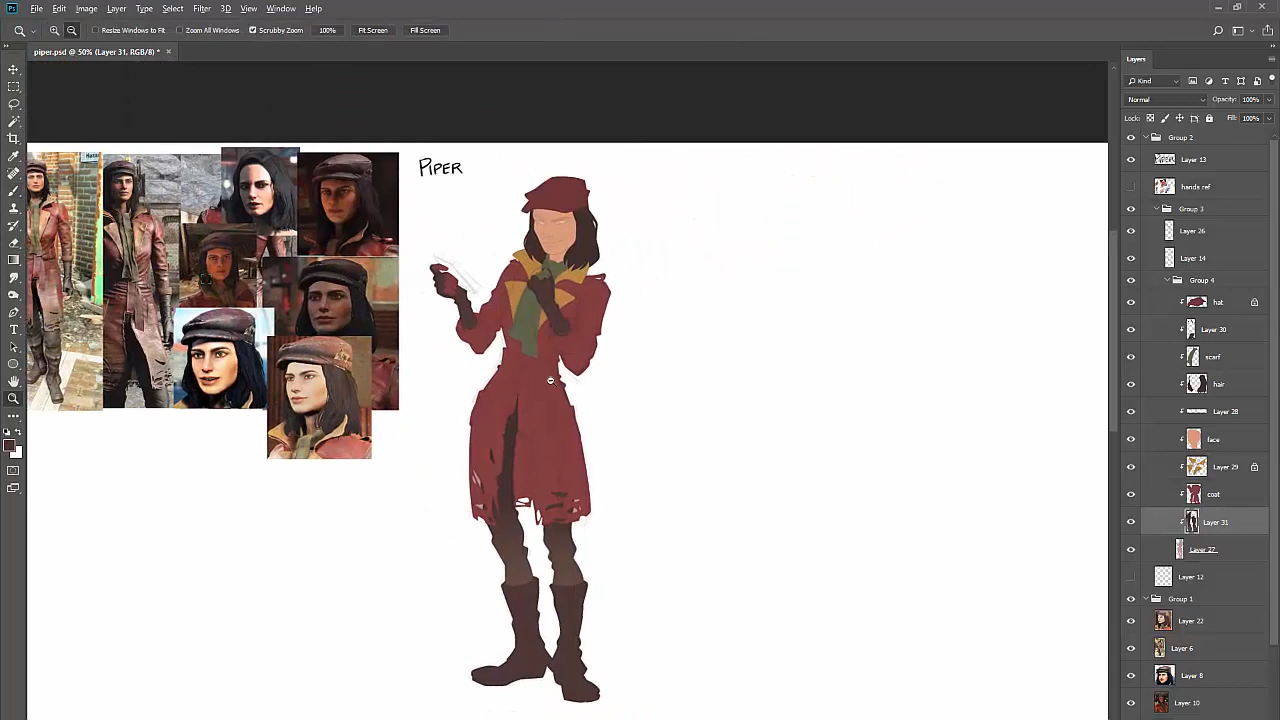 File Edit Image Layer Type Select Filter 3D View Window Help
Resize Windows to Fit Zoom All Windows Scrubby Zoom 100% Fit Screen Fill Screen
piper.psd @ 50% (Layer 31, RGB/8) *
Layers
Kind
Normal Opacity: 100%
Lock: Fill: 100%
Group 2
Layer 13
hands ref
Group 3
Layer 26
Layer 14
Group 4
hat
Layer 30
scarf
hair
Layer 28
face
Layer 29
coat
Layer 31
Layer 27
Layer 12
Group 1
Layer 22
Layer 6
Layer 8
Layer 10
PIPER